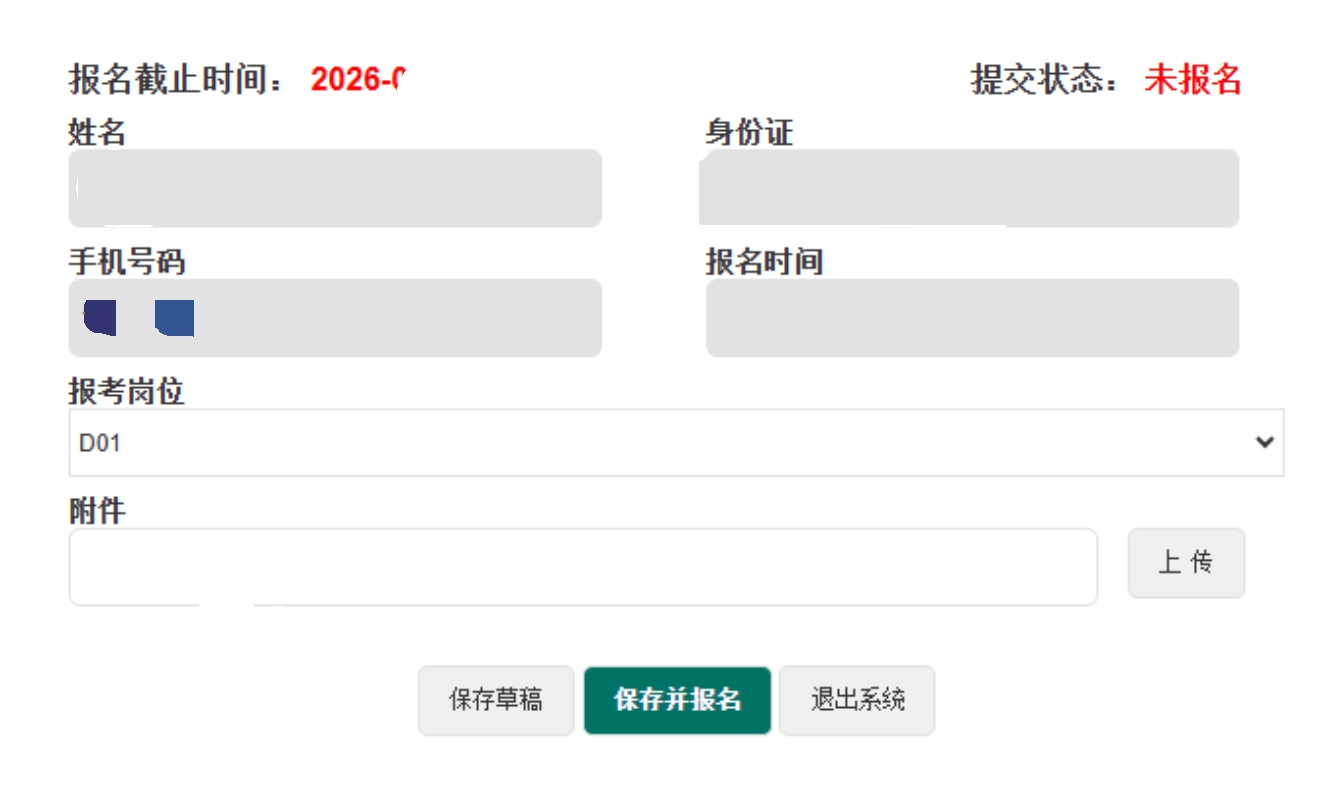 报名截止时间： 2026-0 提交状态： 未报名
姓名 身份证
手机号码 报名时间
报考岗位
D01
附件
上 传
保存草稿 保存并报名 退出系统